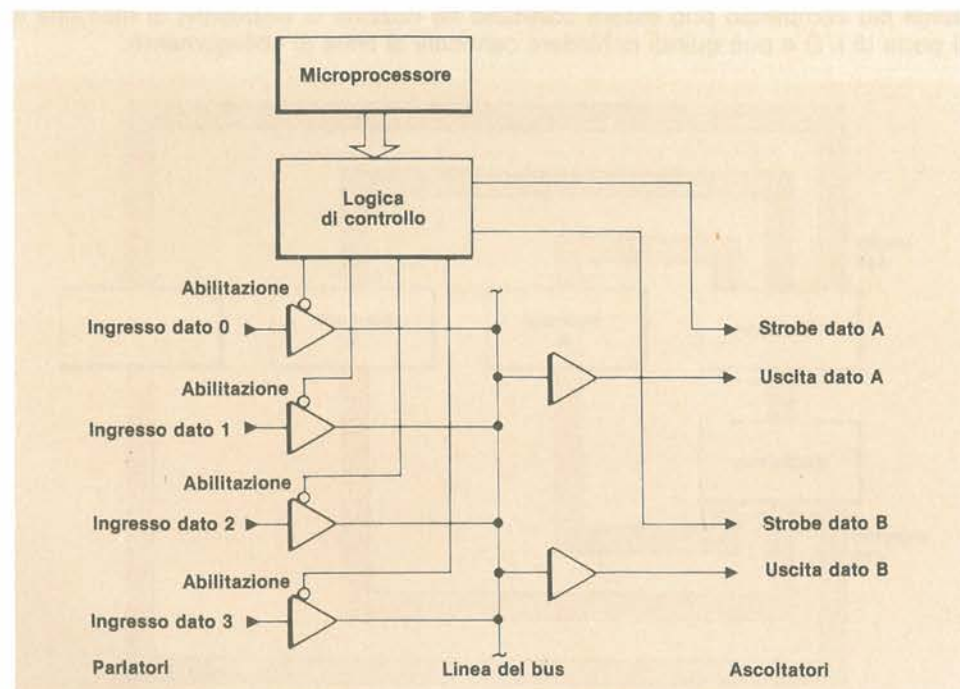 Microprocessore
Logica
di controllo
Abilitazione
Ingresso dato 0
Strobe dato A
Uscita dato A
Abilitazione
Ingresso dato 1
Abilitazione
Ingresso dato 2
Strobe dato B
Uscita dato B
Abilitazione
Ingresso dato 3
Parlatori
Linea del bus
Ascoltatori